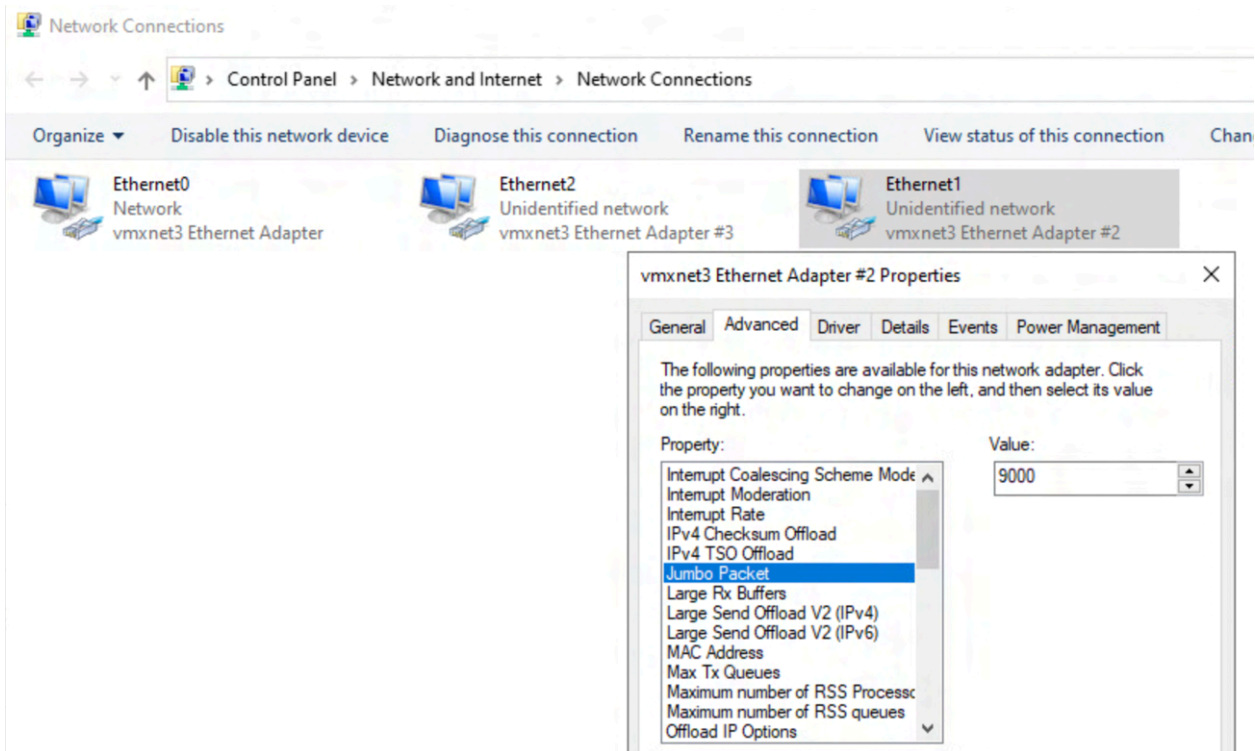 Network Connections
Control Panel > Network and Internet > Network Connections
Organize Disable this network device Diagnose this connection Rename this connection View status of this connection Chan
Ethernet0
Network
vmxnet3 Ethernet Adapter
Ethernet2
Unidentified network
vmxnet3 Ethernet Adapter #3
Ethernet1
Unidentified network
vmxnet3 Ethernet Adapter #2
vmxnet3 Ethernet Adapter #2 Properties
General Advanced Driver Details Events Power Management
The following properties are available for this network adapter. Click
the property you want to change on the left, and then select its value
on the right.
Property:
Value:
Interrupt Coalescing Scheme Mode
9000
Interrupt Moderation
Interrupt Rate
IPv4 Checksum Offload
IPv4 TSO Offload
Jumbo Packet
Large Rx Buffers
Large Send Offload V2 (IPv4)
Large Send Offload V2 (IPv6)
MAC Address
Max Tx Queues
Maximum number of RSS Processo
Maximum number of RSS queues
Offload IP Options